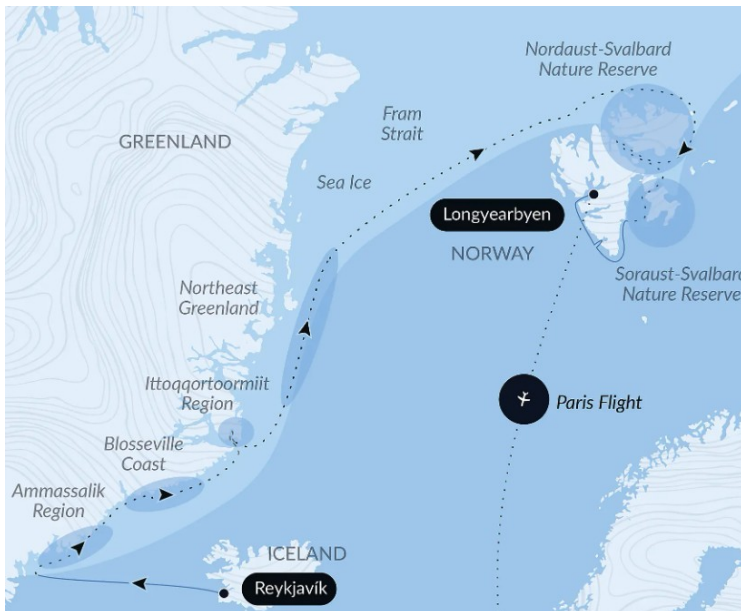 Nordaust-Svalbard
Nature Reserve
Fram
Strait
GREENLAND
Sea Ice
Longyearbyen
NORWAY
Soraust-Svalbard
Nature Reserve
Northeast
Greenland
Ittoqqortoormiit
Region
Paris Flight
Blosseville
Coast
Ammassalik
Region
ICELAND
Reykjavík